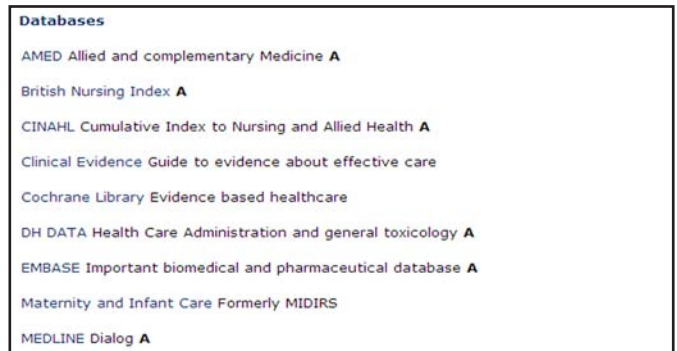 Databases
AMED Allied and complementary Medicine A
British Nursing Index A
CINAHL Cumulative Index to Nursing and Allied Health A
Clinical Evidence Guide to evidence about effective care
Cochrane Library Evidence based healthcare
DH DATA Health Care Administration and general toxicology A
EMBASE Important biomedical and pharmaceutical database A
Maternity and Infant Care Formerly MIDIRS
MEDLINE Dialog A